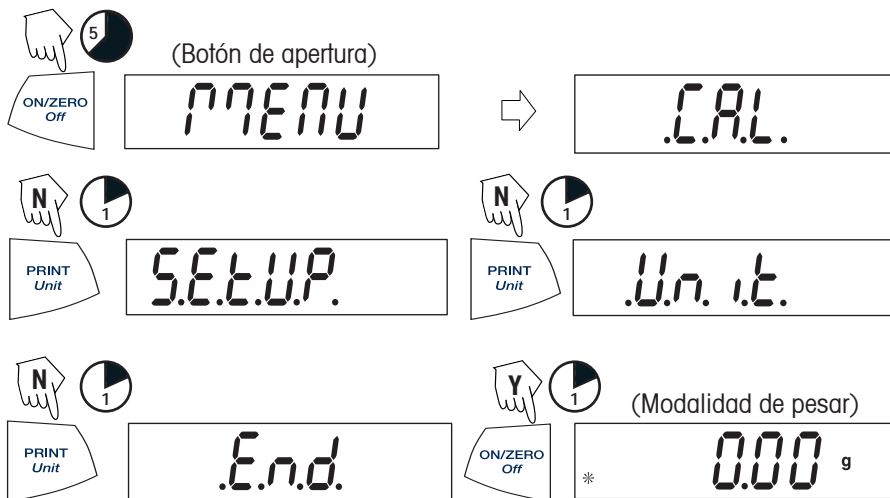 5
(Botón de apertura)
ON/ZERO
Off
MENU
.C.A.L.
N
1
PRINT
Unit
S.E.t.U.P.
N
1
PRINT
Unit
.U.n.i.t.
N
1
PRINT
Unit
.E.n.d.
Y
1
(Modalidad de pesar)
ON/ZERO
Off
* 0.00 g